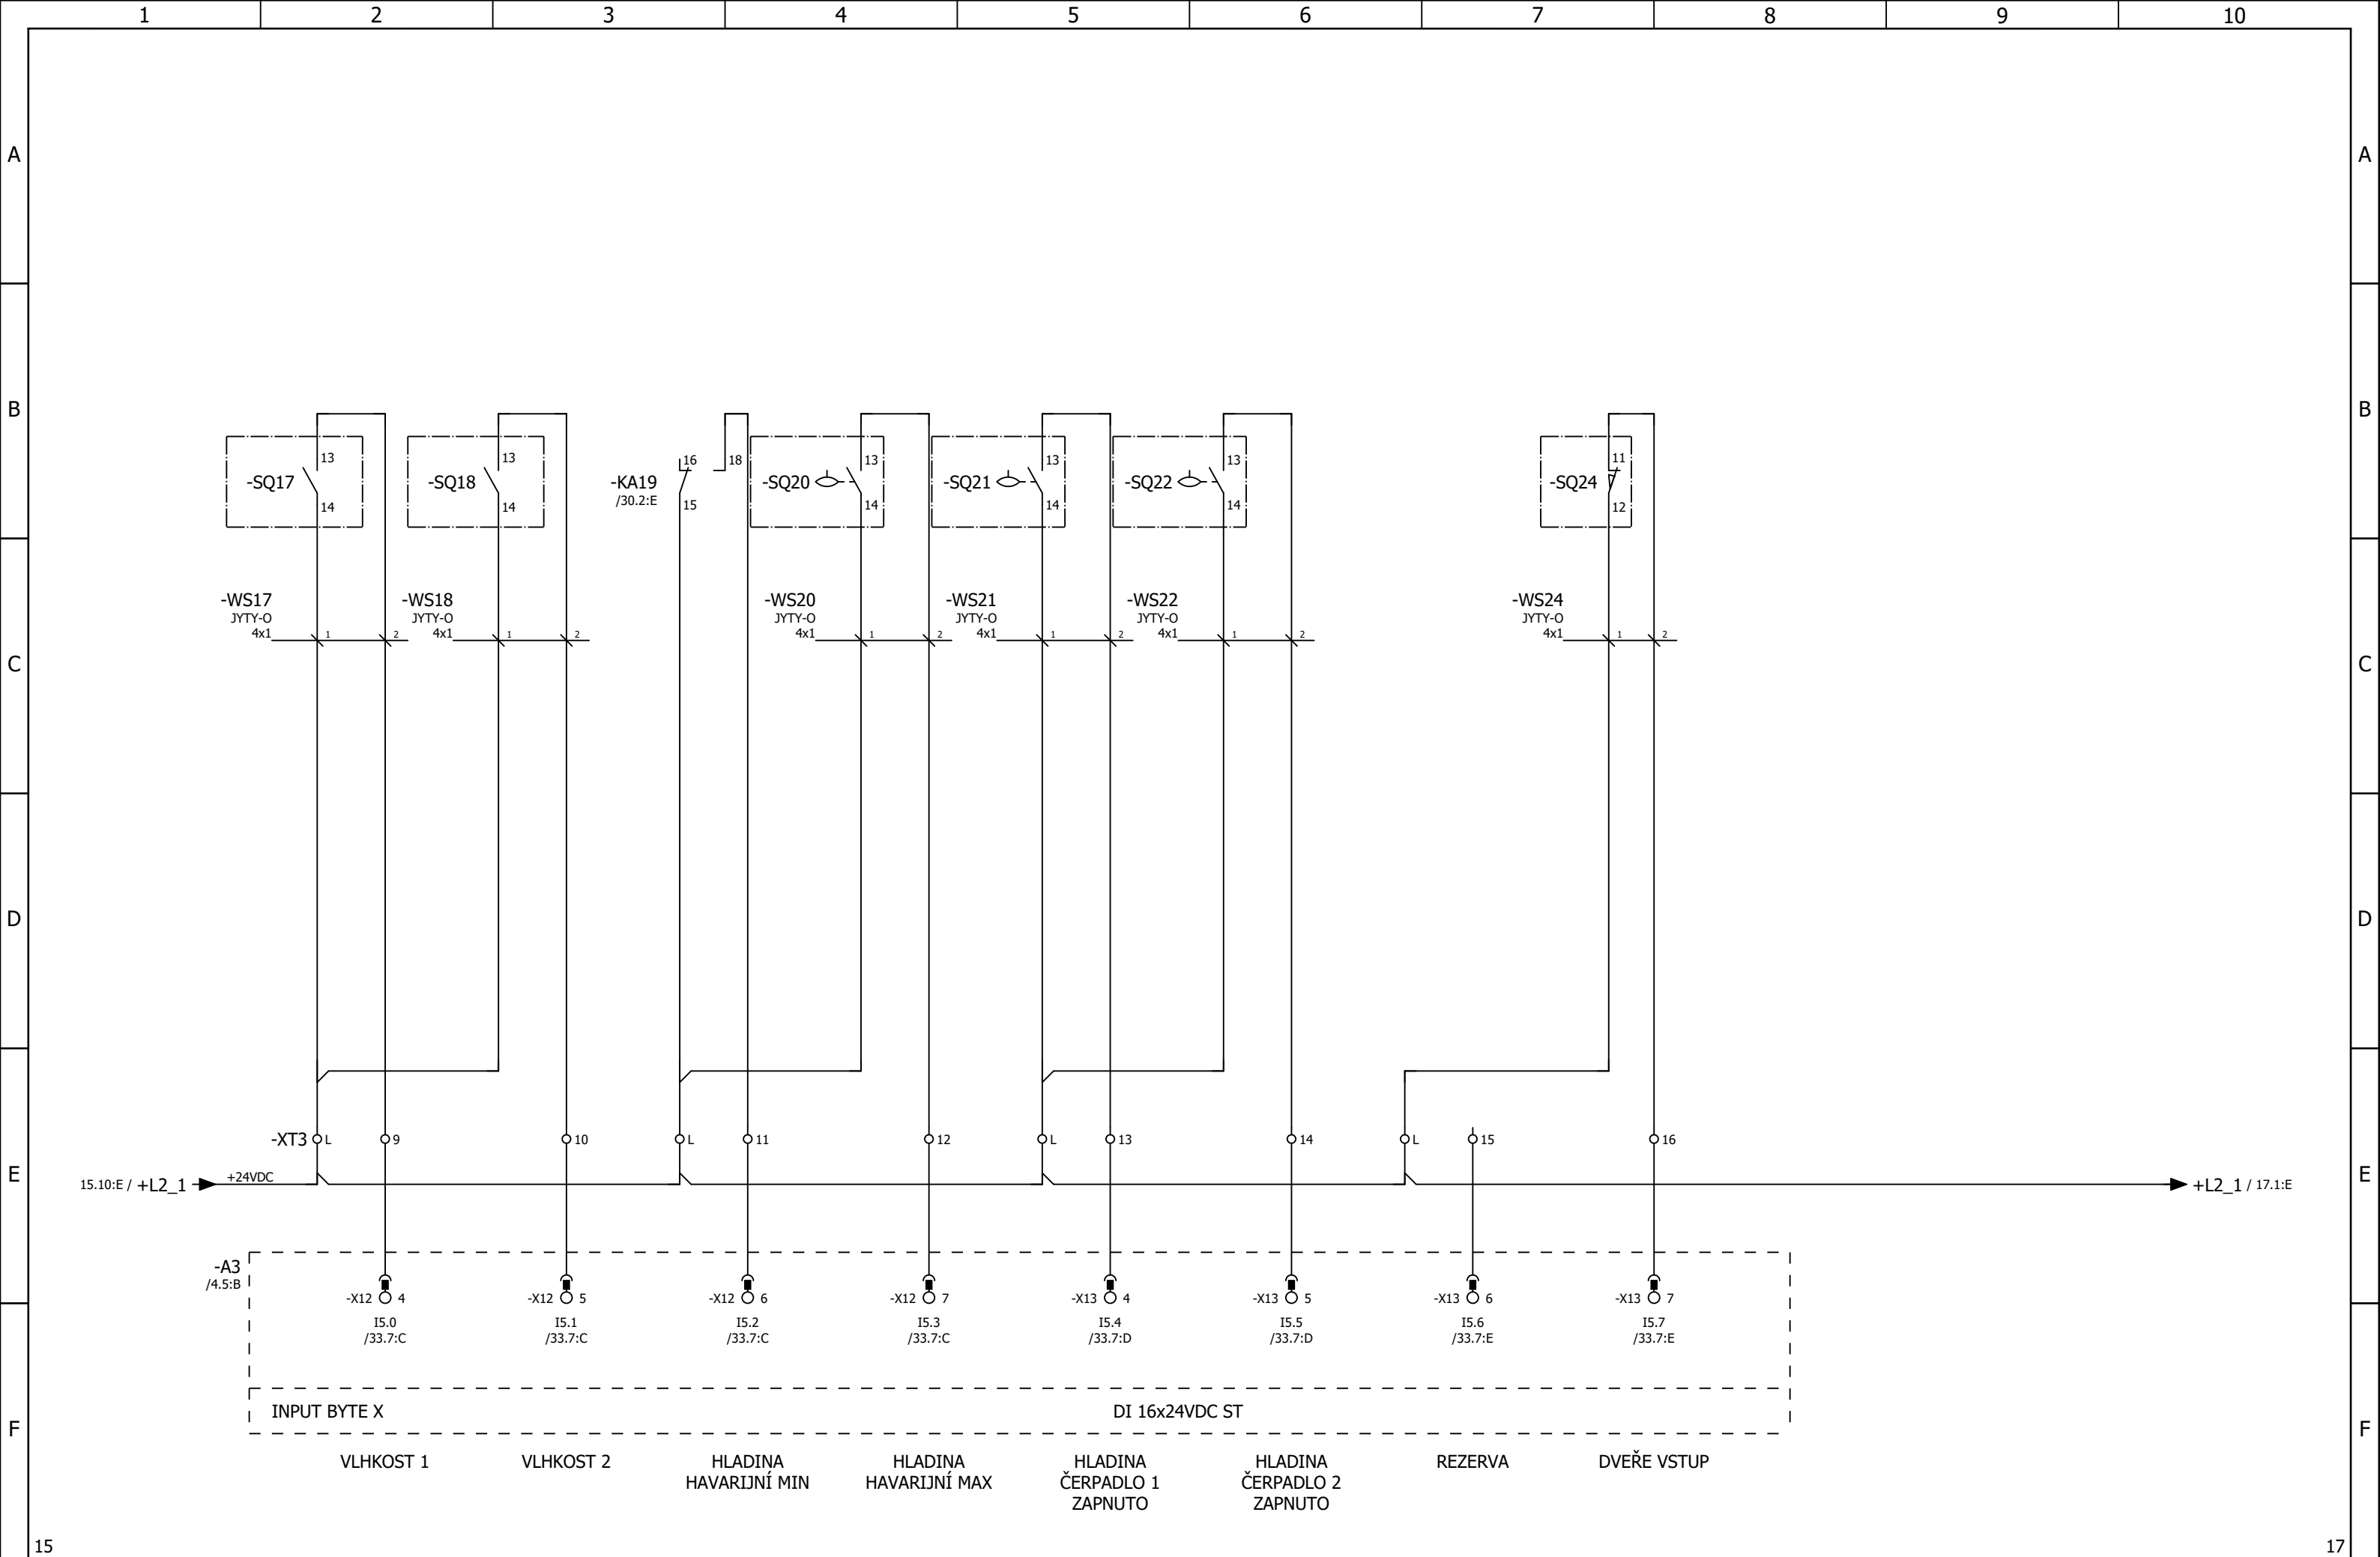 1 2 3 4 5 6 7 8 9 10
A A
B B
13 13 16 18 13 13 13 11
-SQ17 -SQ18 -KA19 -SQ20 -SQ21 -SQ22 -SQ24
/30.2:E
14 14 15 14 14 14 12
-WS17 -WS18 -WS20 -WS21 -WS22 -WS24
JYTY-O JYTY-O JYTY-O JYTY-O JYTY-O JYTY-O
4x1 1 2 4x1 1 2 4x1 1 2 4x1 1 2 4x1 1 2 4x1 1 2
C C
D D
-XT3 L 9 10 L 11 12 L 13 14 L 15 16
E E
15.10:E / +L2_1 +24VDC +L2_1 / 17.1:E
-A3
/4.5:B
-X12 4 -X12 5 -X12 6 -X12 7 -X13 4 -X13 5 -X13 6 -X13 7
I5.0 I5.1 I5.2 I5.3 I5.4 I5.5 I5.6 I5.7
/33.7:C /33.7:C /33.7:C /33.7:C /33.7:D /33.7:D /33.7:E /33.7:E
INPUT BYTE X DI 16x24VDC ST
F F
VLHKOST 1 VLHKOST 2 HLADINA HLADINA HLADINA HLADINA REZERVA DVEŘE VSTUP
HAVARIJNÍ MIN HAVARIJNÍ MAX ČERPADLO 1 ČERPADLO 2
ZAPNUTO ZAPNUTO
15 17